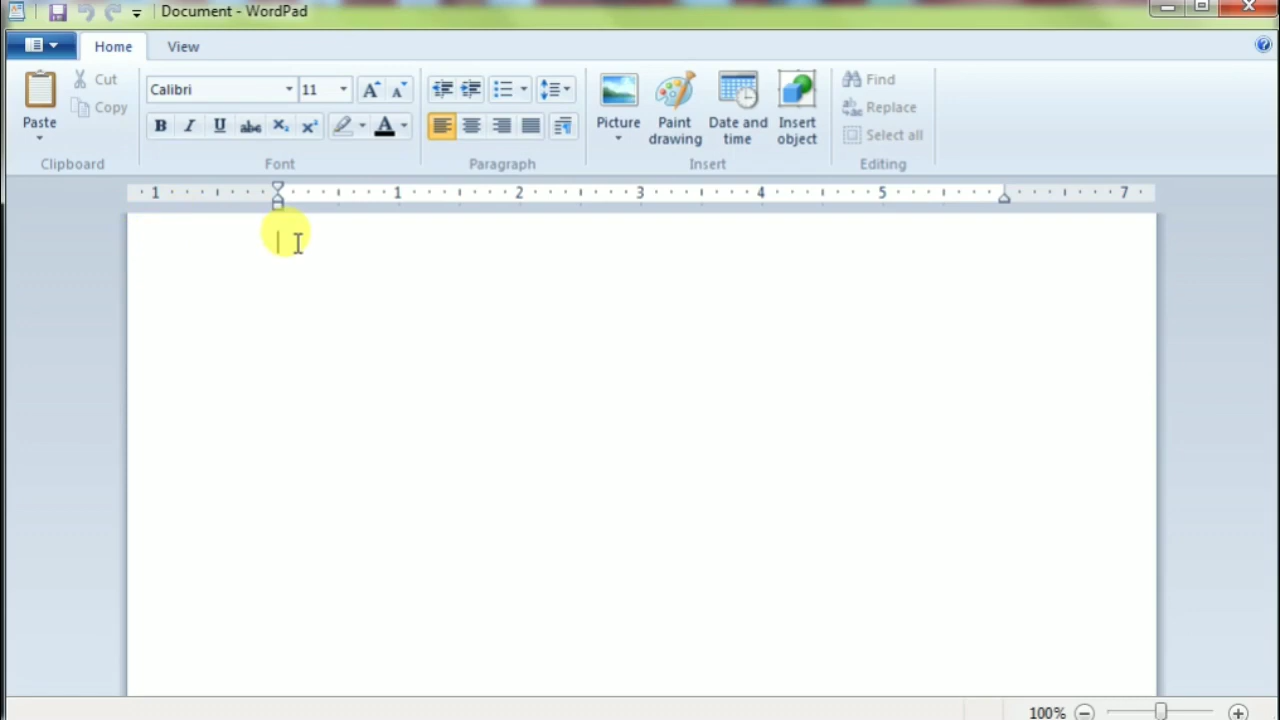 Document - WordPad
Home View
Cut
Copy
Paste
Clipboard
Calibri 11
B I U abc X₂ X² A
Font
Paragraph
Picture
Paint drawing
Date and time
Insert object
Insert
Find
Replace
Select all
Editing
1 1 2 3 4 5 7
100%